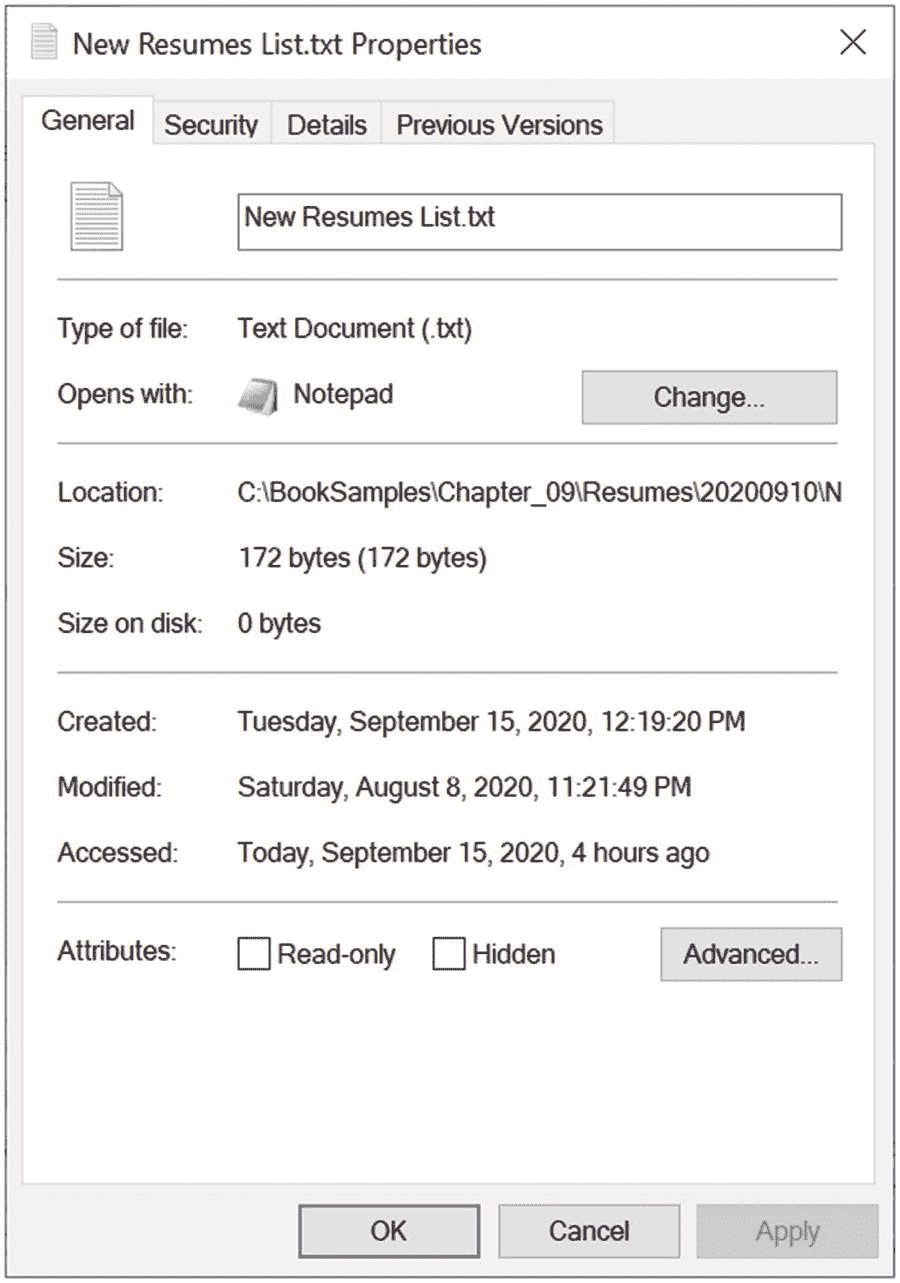 New Resumes List.txt Properties
General Security Details Previous Versions
New Resumes List.txt
Type of file: Text Document (.txt)
Opens with: Notepad Change...
Location: C:\BookSamples\Chapter_09\Resumes\20200910\N
Size: 172 bytes (172 bytes)
Size on disk: 0 bytes
Created: Tuesday, September 15, 2020, 12:19:20 PM
Modified: Saturday, August 8, 2020, 11:21:49 PM
Accessed: Today, September 15, 2020, 4 hours ago
Attributes: Read-only Hidden Advanced...
OK Cancel Apply